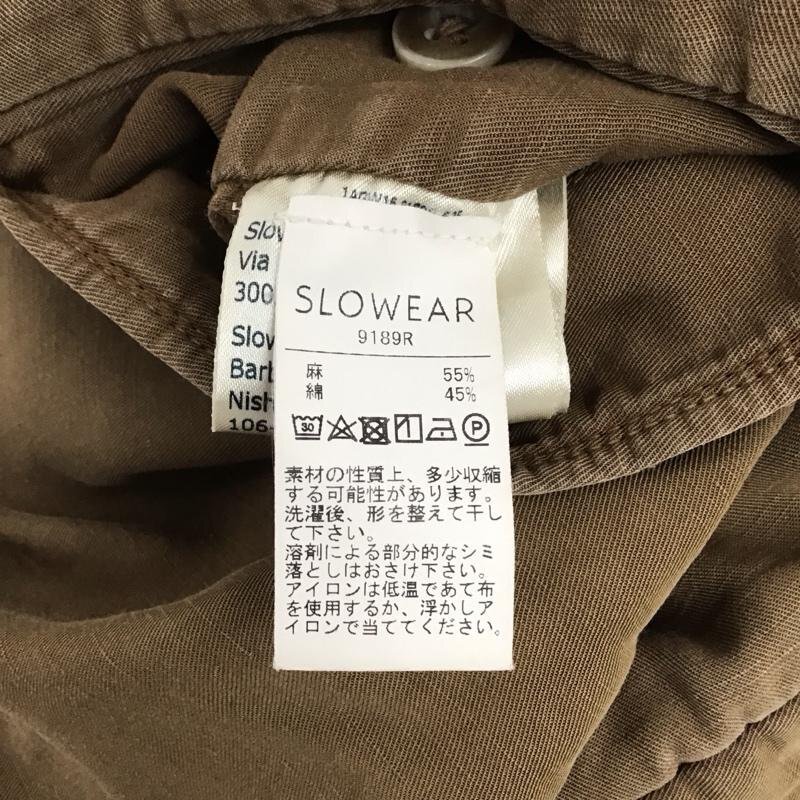 Slov
Via
300
Slow
Barb
Nish
106-
SLOWEAR
9189R
麻 55%
綿 45%
30 P
素材の性質上、多少収縮
する可能性があります。
洗濯後、形を整えて干し
て下さい。
溶剤による部分的なシミ
落としはおさけ下さい。
アイロンは低温であて布
を使用するか、浮かしア
イロンで当ててください。